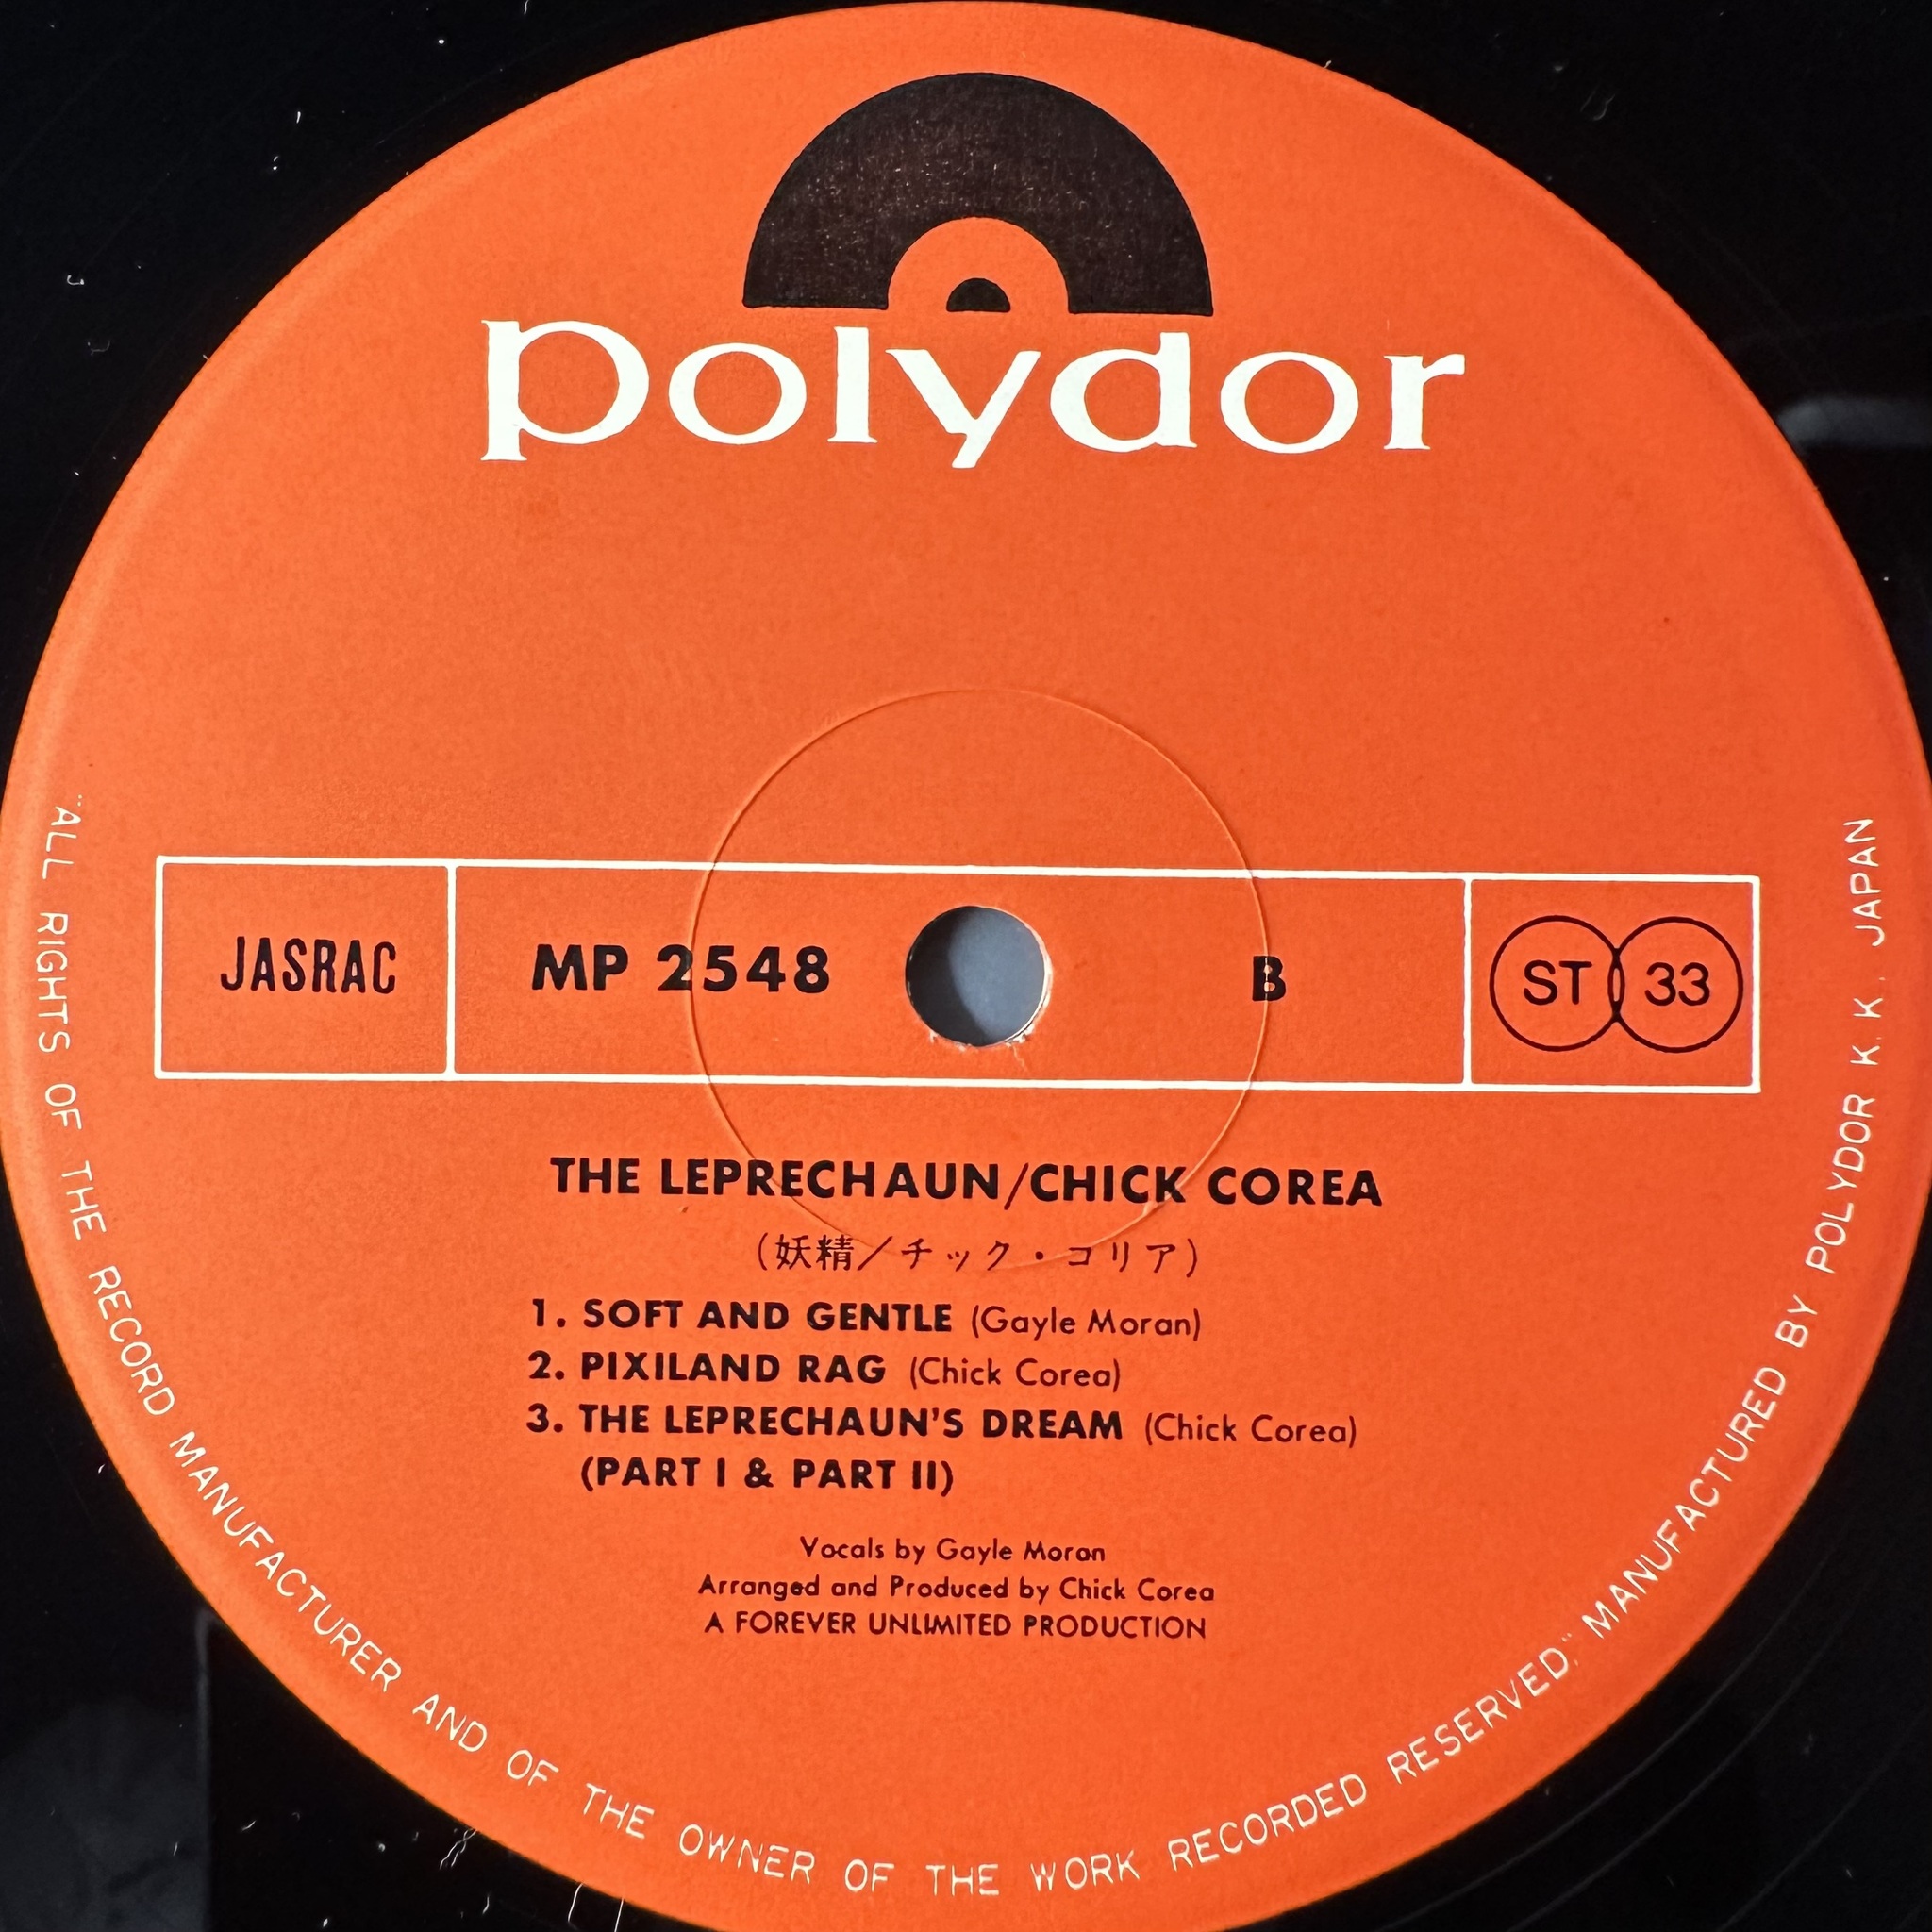 polydor
JASRAC
MP 2548
B
ST 33
THE LEPRECHAUN/CHICK COREA
(妖精/チック・コリア)
1. SOFT AND GENTLE (Gayle Moran)
2. PIXILAND RAG (Chick Corea)
3. THE LEPRECHAUN'S DREAM (Chick Corea)
(PART I & PART II)
Vocals by Gayle Moran
Arranged and Produced by Chick Corea
A FOREVER UNLIMITED PRODUCTION
"ALL RIGHTS OF THE RECORD MANUFACTURER AND OF THE OWNER OF THE WORK RECORDED RESERVED." MANUFACTURED BY POLYDOR K. K. JAPAN